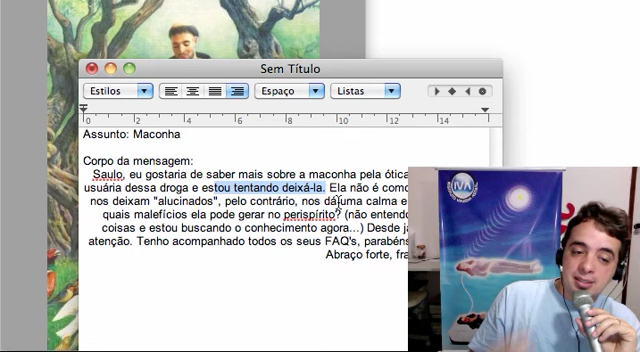 Sem Título
Estilos
Espaço
Listas
0 2 4 6 8 10 12 14 16
Assunto: Maconha
Corpo da mensagem:
Saulo, eu gostaria de saber mais sobre a maconha pela ótica
usuária dessa droga e estou tentando deixá-la. Ela não é como
nos deixam "alucinados", pelo contrário, nos dá uma calma e
quais malefícios ela pode gerar no perispírito? (não entendo
coisas e estou buscando o conhecimento agora...) Desde já
atenção. Tenho acompanhado todos os seus FAQ's, parabéns
Abraço forte, fra
IVA